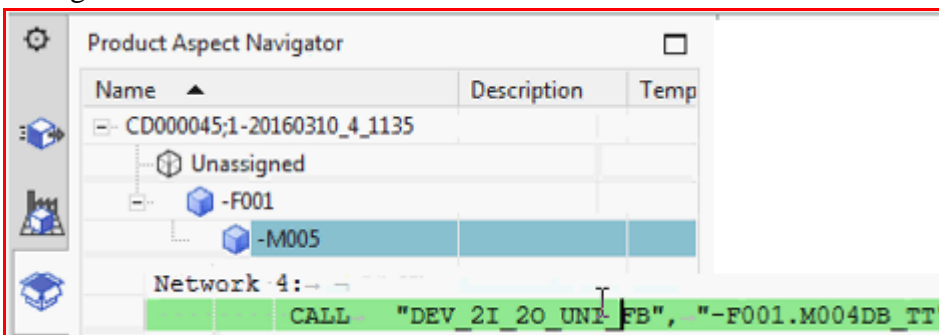 Product Aspect Navigator
Name Description Temp
CD000045;1-20160310_4_1135
Unassigned
-F001
-M005
Network 4:
CALL "DEV_2I_2O_UNI_FB", "-F001.M004DB_TT